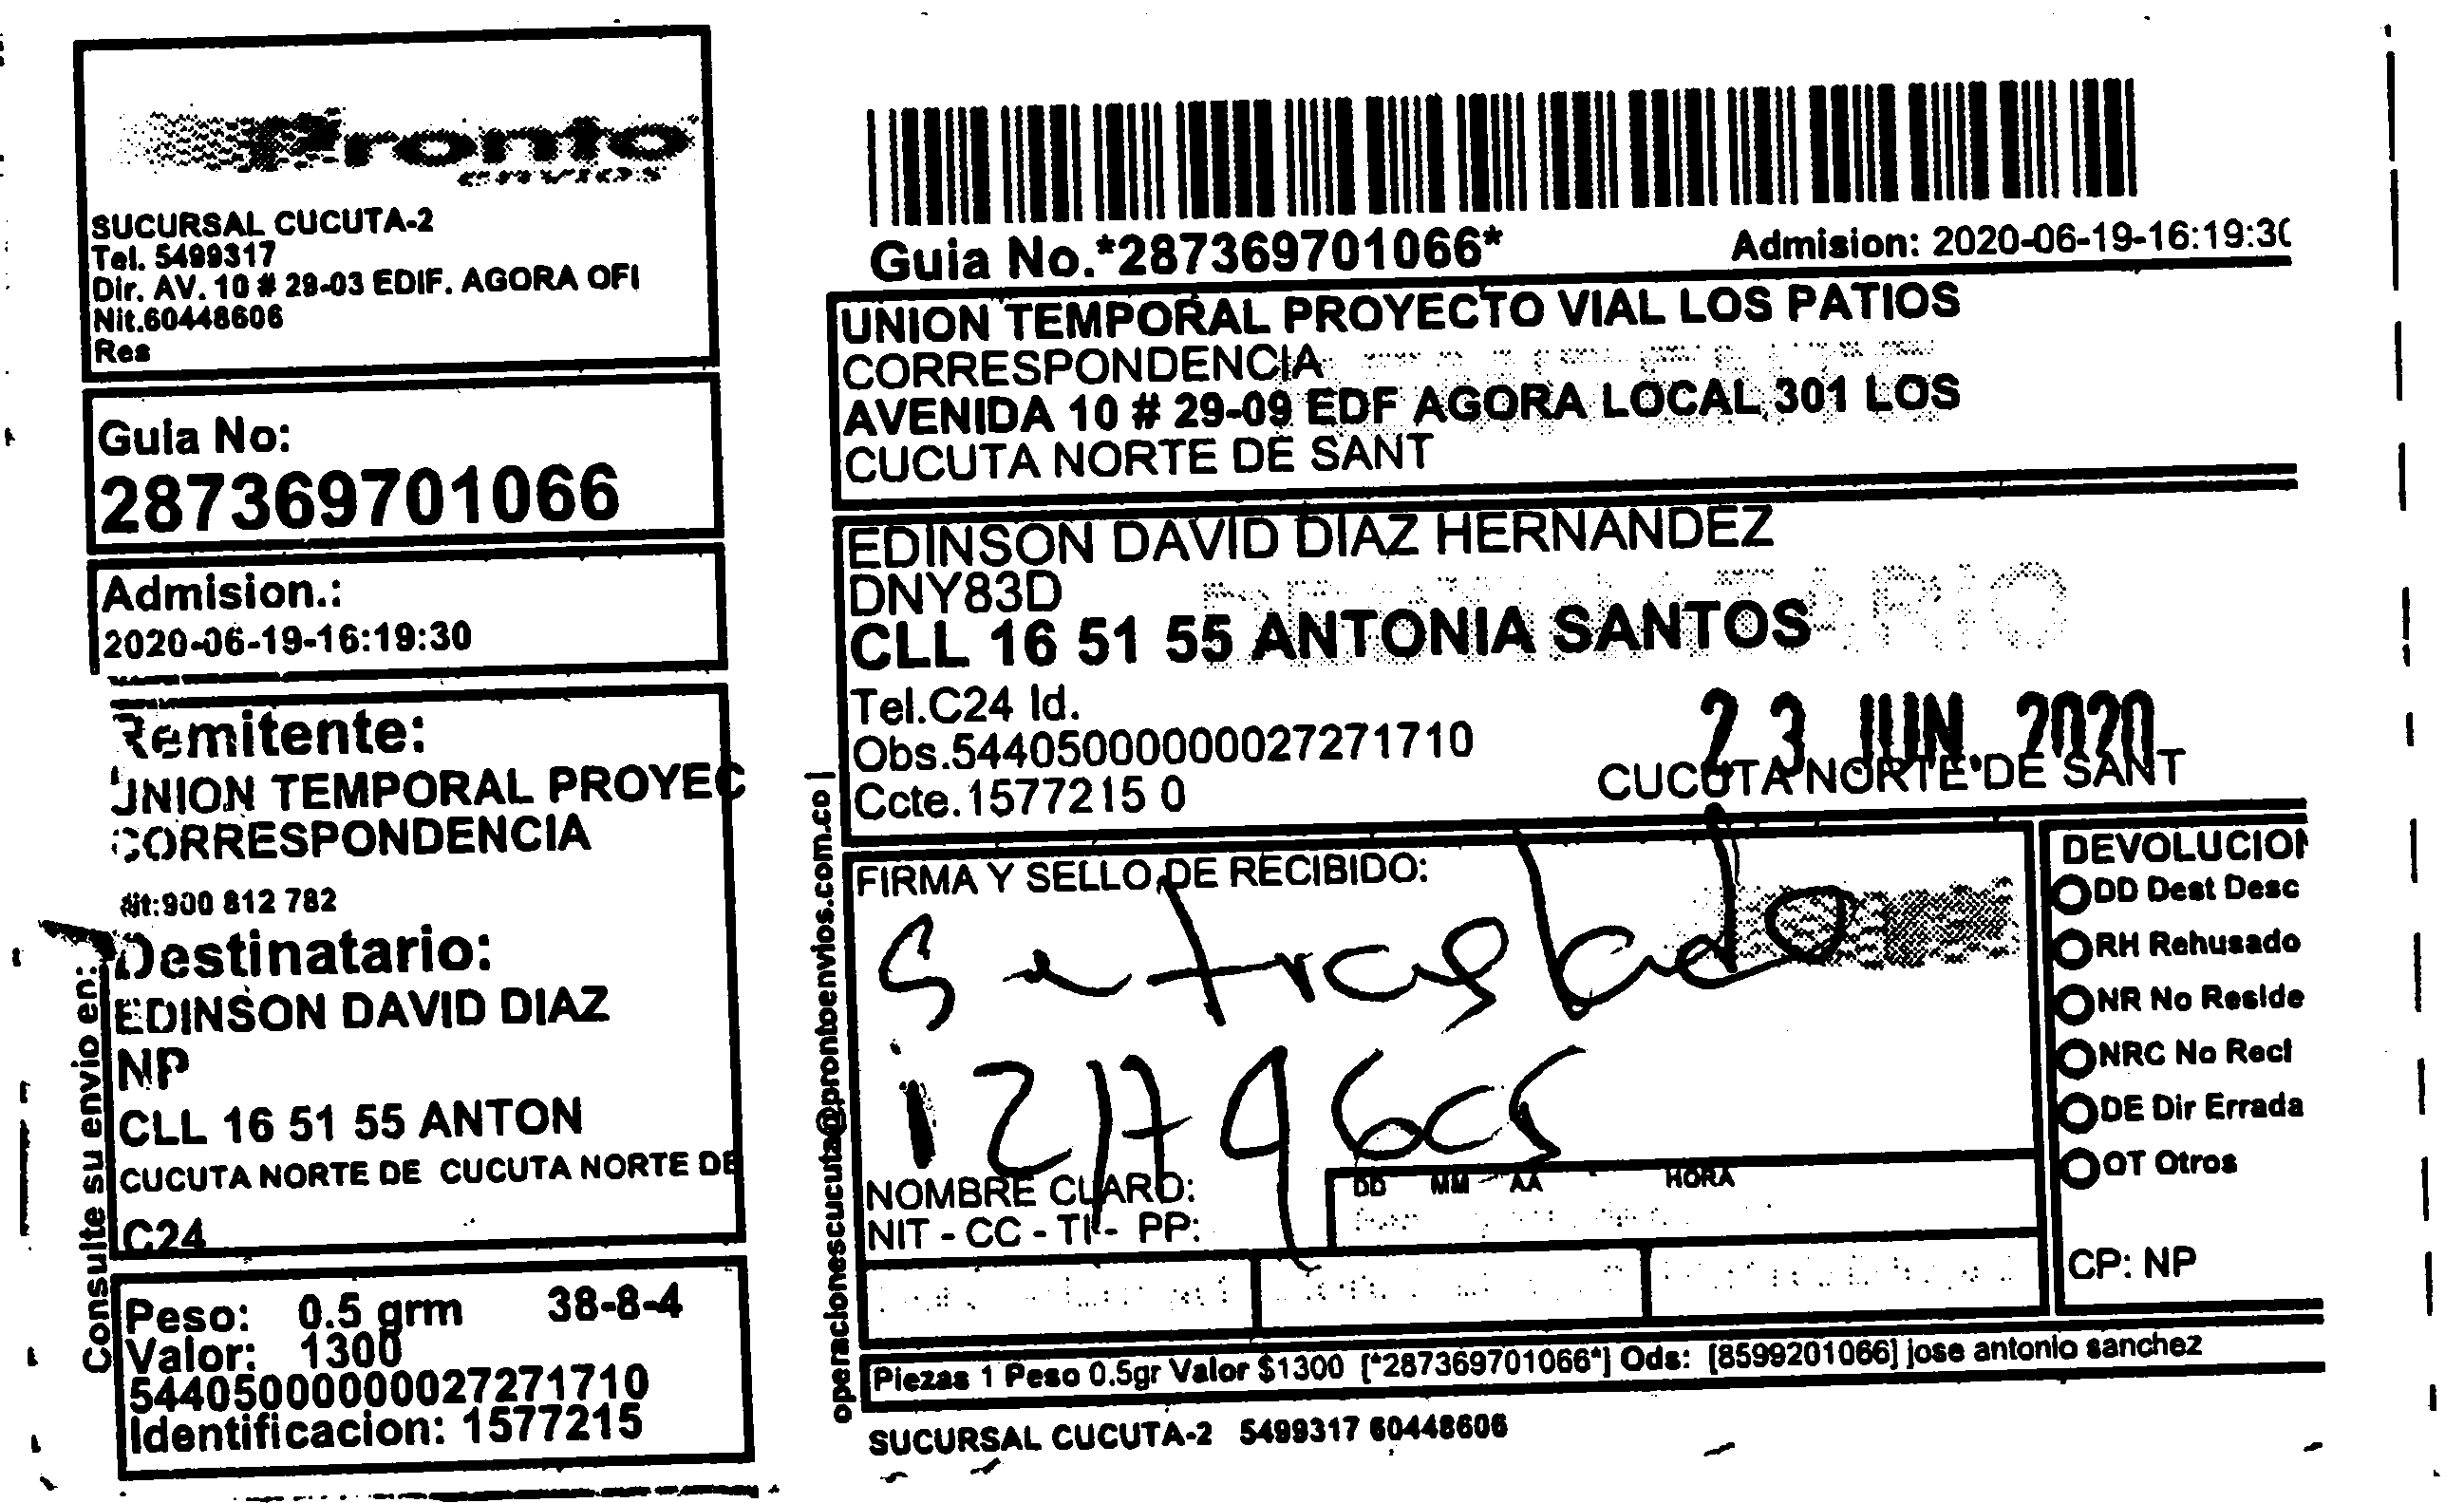 Pronto
envios
SUCURSAL CUCUTA-2
Tel. 5499317
Dir. AV. 10 # 29-03 EDIF. AGORA OFI
Nit.60448606
Res
Guia No:
287369701066
Admision.:
2020-06-19-16:19:30
Remitente:
UNION TEMPORAL PROYEC
CORRESPONDENCIA
Nit:900 812 782
Destinatario:
EDINSON DAVID DIAZ
NP
CLL 16 51 55 ANTON
CUCUTA NORTE DE CUCUTA NORTE DE
C24
Consulte su envio en:
Peso: 0.5 grm 38-8-4
Valor: 1300
544050000000027271710
Identificacion: 1577215
Guia No.*287369701066*
Admision: 2020-06-19-16:19:30
UNION TEMPORAL PROYECTO VIAL LOS PATIOS
CORRESPONDENCIA
AVENIDA 10 # 29-09 EDF AGORA LOCAL 301 LOS
CUCUTA NORTE DE SANT
EDINSON DAVID DIAZ HERNANDEZ
DNY83D
DESTINATARIO
CLL 16 51 55 ANTONIA SANTOS
Tel.C24 Id.
Obs.544050000000027271710
Ccte.1577215 0
23 JUN. 2020
CUCUTA NORTE DE SANT
operacionescucuta@prontoenvios.com.co |
FIRMA Y SELLO DE RECIBIDO:
Se traslado
NOMBRE CLARO:
NIT - CC - TI - PP:
DD MM AA HORA
DEVOLUCION
DD Dest Desc
RH Rehusado
NR No Reside
NRC No Recl
DE Dir Errada
OT Otros
CP: NP
Piezas 1 Peso 0.5gr Valor $1300 [*287369701066*] Ods: [8599201066] jose antonio sanchez
SUCURSAL CUCUTA-2 5499317 60448606